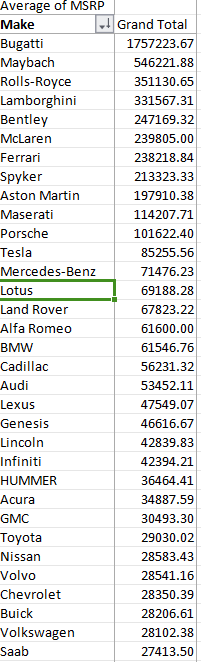 Average of MSRP
Make Grand Total
Bugatti 1757223.67
Maybach 546221.88
Rolls-Royce 351130.65
Lamborghini 331567.31
Bentley 247169.32
McLaren 239805.00
Ferrari 238218.84
Spyker 213323.33
Aston Martin 197910.38
Maserati 114207.71
Porsche 101622.40
Tesla 85255.56
Mercedes-Benz 71476.23
Lotus 69188.28
Land Rover 67823.22
Alfa Romeo 61600.00
BMW 61546.76
Cadillac 56231.32
Audi 53452.11
Lexus 47549.07
Genesis 46616.67
Lincoln 42839.83
Infiniti 42394.21
HUMMER 36464.41
Acura 34887.59
GMC 30493.30
Toyota 29030.02
Nissan 28583.43
Volvo 28541.16
Chevrolet 28350.39
Buick 28206.61
Volkswagen 28102.38
Saab 27413.50